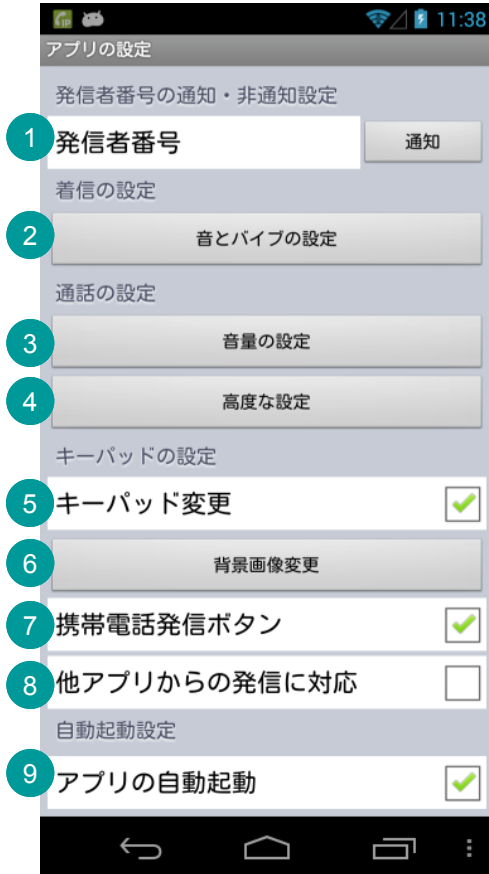 11:38
アプリの設定
発信者番号の通知・非通知設定
1 発信者番号 通知
着信の設定
2 音とバイブの設定
通話の設定
3 音量の設定
4 高度な設定
キーパッドの設定
5 キーパッド変更
6 背景画像変更
7 携帯電話発信ボタン
8 他アプリからの発信に対応
自動起動設定
9 アプリの自動起動